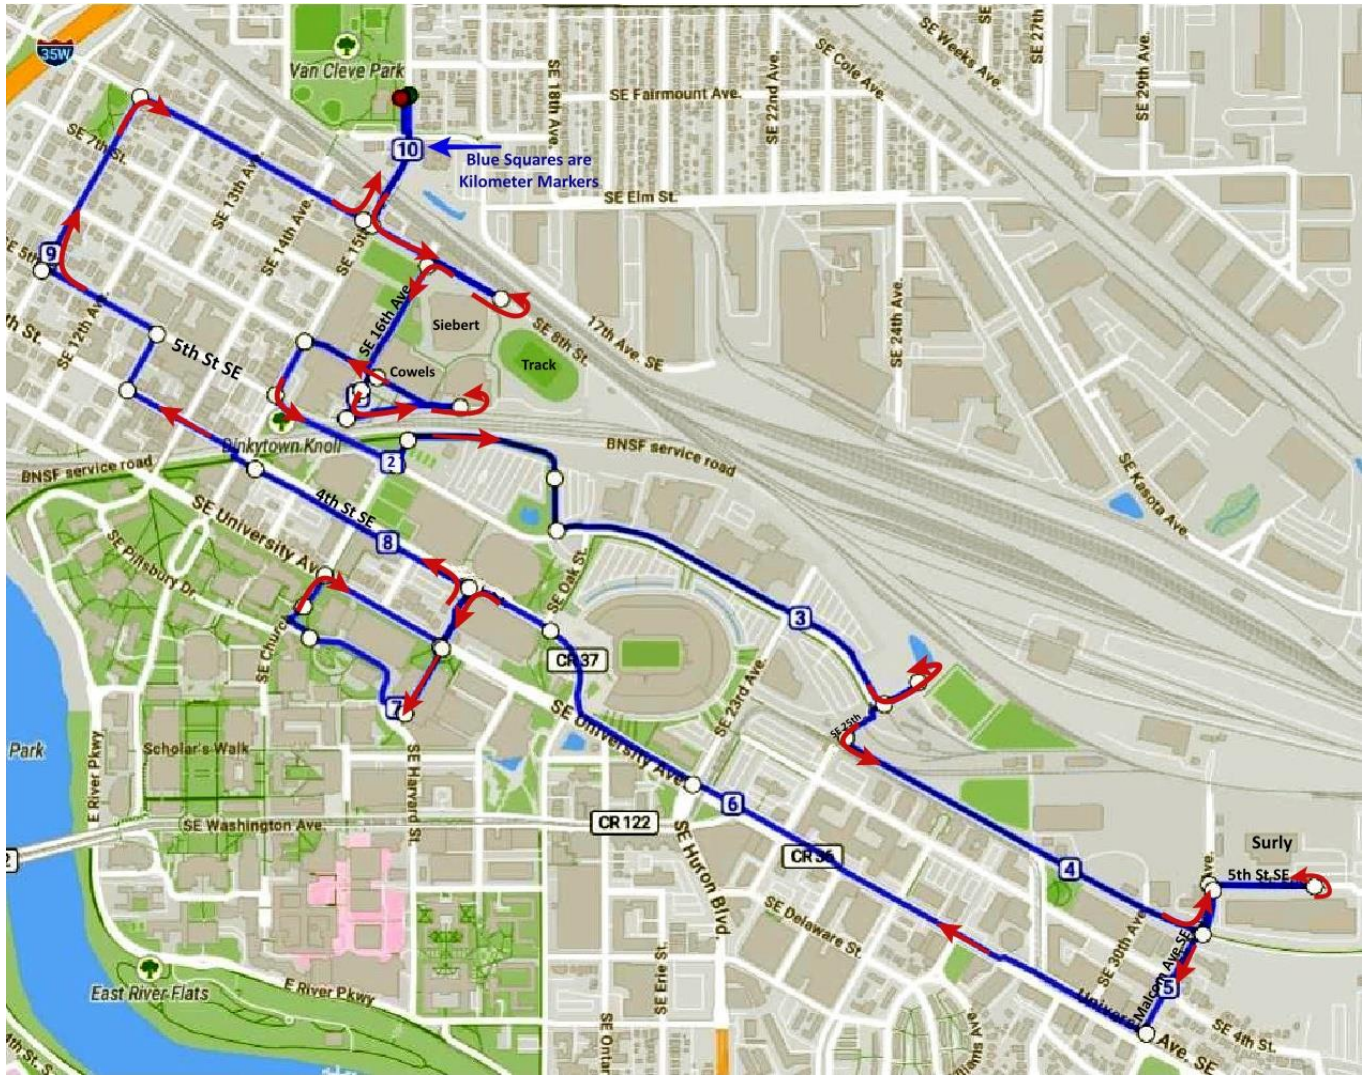 35W
Van Cleve Park
SE 7th St.
SE 18th Ave.
SE Fairmount Ave.
SE 22nd Ave.
SE Cole Ave.
SE Weeks Ave.
SE 27th
SE 29th Ave.
10
Blue Squares are
Kilometer Markers
SE 13th Ave.
SE 14th Ave.
SE 15th
SE Elm St.
9
SE 12th Ave.
5th St SE
SE 16th Ave
Siebert
Cowels
Track
SE 8th St.
17th Ave. SE
SE 24th Ave.
Dinkytown Knoll
2
BNSF service road
BNSF service road
SE Kasota Ave.
4th St SE
SE University Ave
8
SE Pillsbury Dr.
SE Oak St.
3
SE Church
CR 37
SE 23rd Ave.
SE 25th
7
SE University Ave.
Park
Scholar's Walk
E River Pkwy
SE Harvard St.
6
SE Washington Ave.
CR 122
SE Huron Blvd.
CR 36
4
Surly
5th St.SE
Ave.
SE Delaware St.
SE 30th Ave.
Malcom Ave SE
5
East River Flats
E River Pkwy
SE Erie St.
SE 4th St.
Ave. SE
4th St. S
SE Ontar